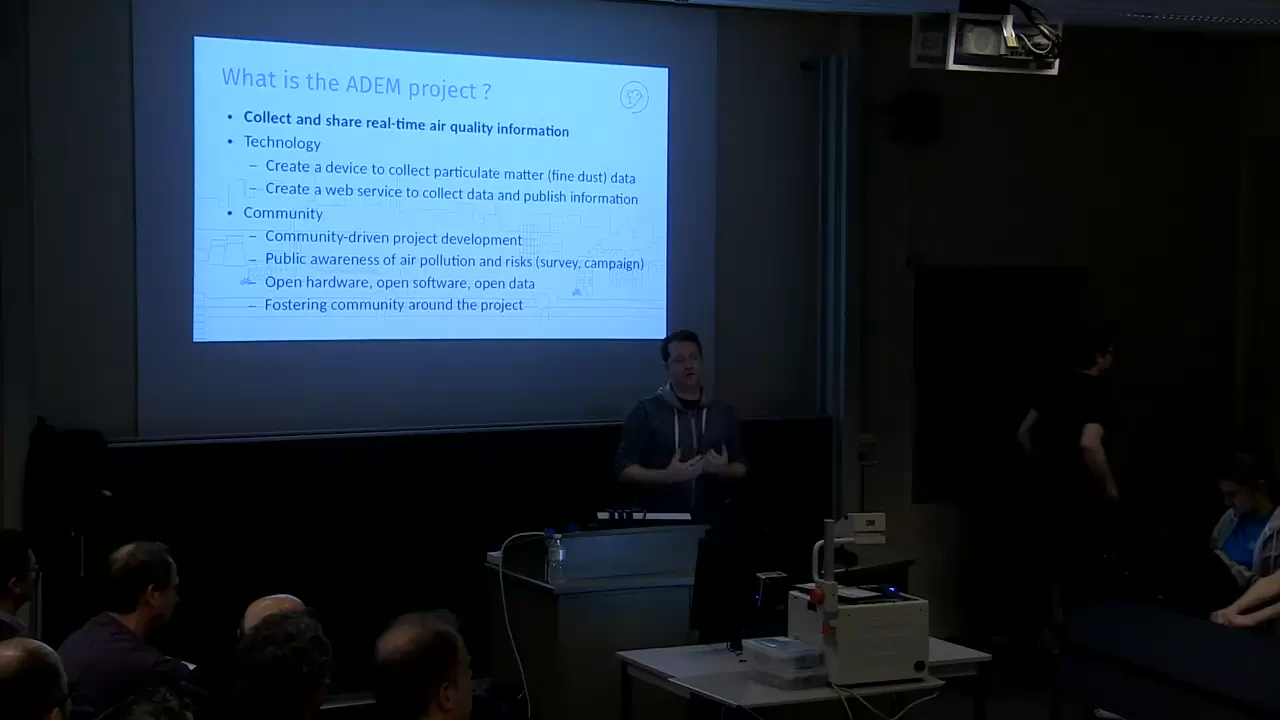 What is the ADEM project ?
• Collect and share real-time air quality information
• Technology
– Create a device to collect particulate matter (fine dust) data
– Create a web service to collect data and publish information
• Community
– Community-driven project development
– Public awareness of air pollution and risks (survey, campaign)
– Open hardware, open software, open data
– Fostering community around the project